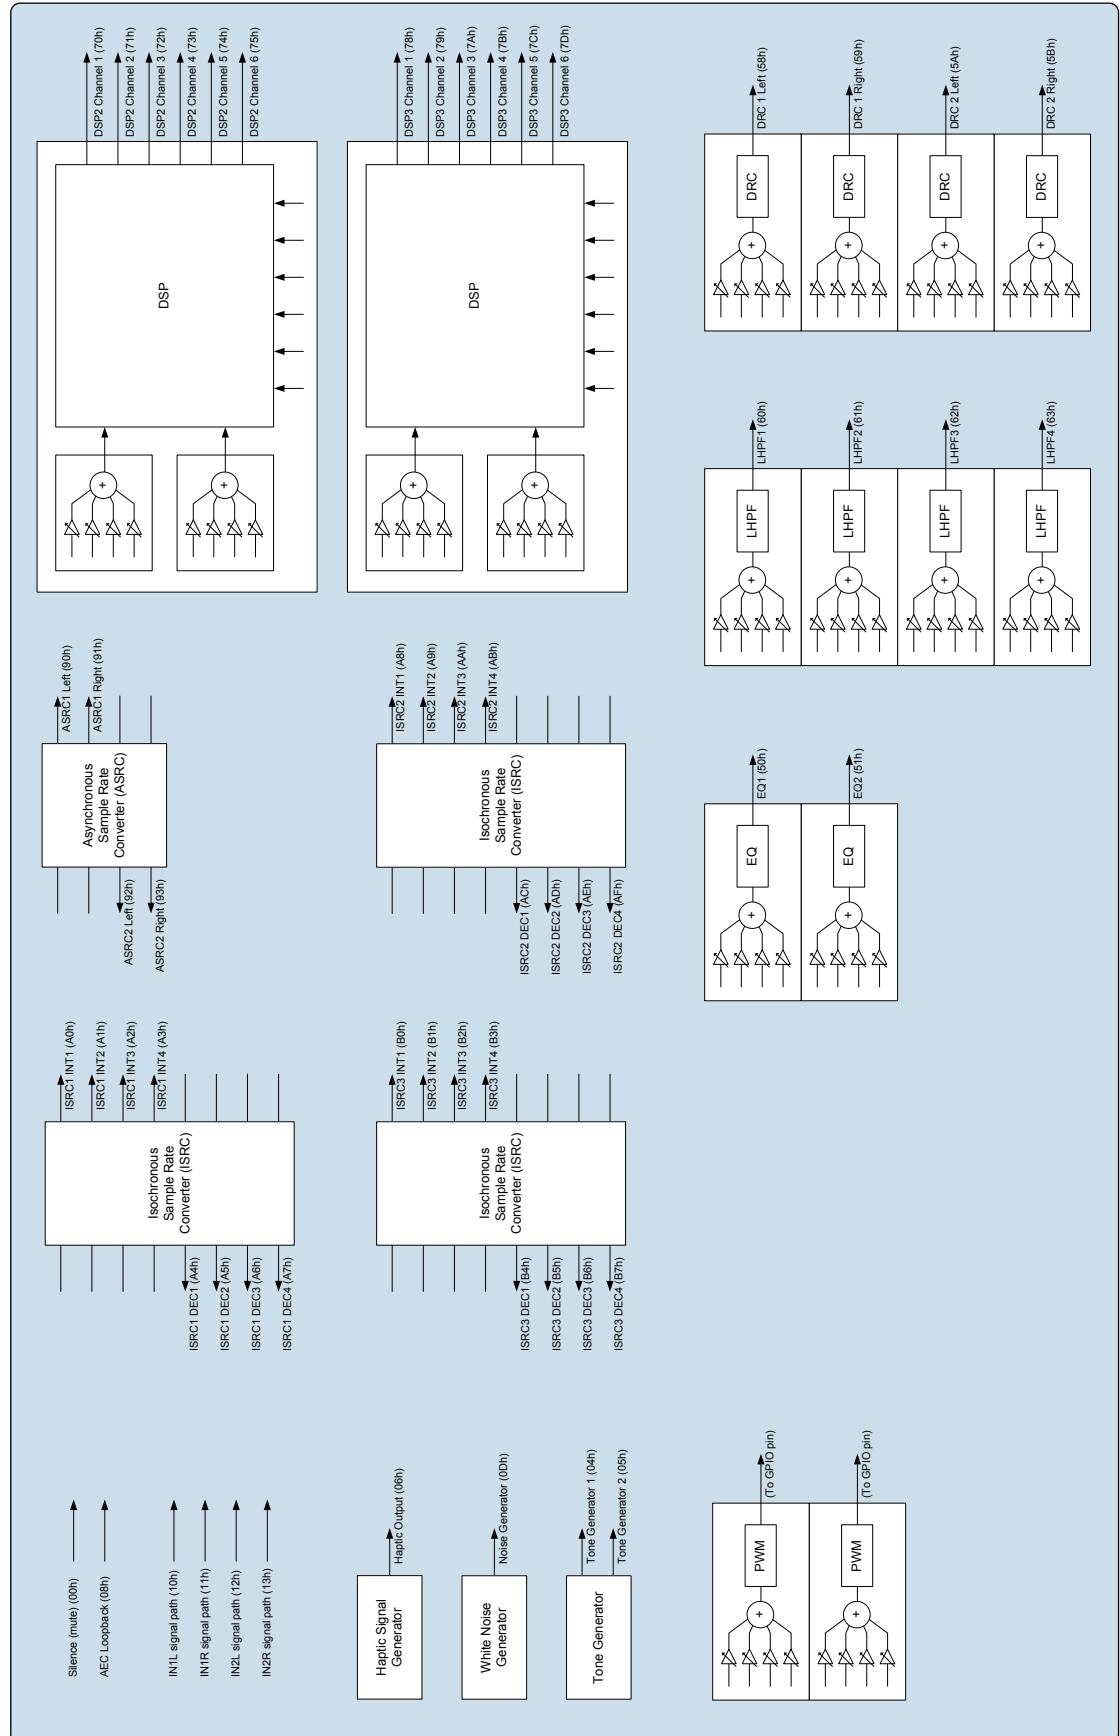 DSP2 Channel 1 (70h)
DSP2 Channel 2 (71h)
DSP2 Channel 3 (72h)
DSP2 Channel 4 (73h)
DSP2 Channel 5 (74h)
DSP2 Channel 6 (75h)
DSP
+
+
DSP3 Channel 1 (78h)
DSP3 Channel 2 (79h)
DSP3 Channel 3 (7Ah)
DSP3 Channel 4 (7Bh)
DSP3 Channel 5 (7Ch)
DSP3 Channel 6 (7Dh)
DSP
+
+
DRC 1 Left (58h)
DRC 1 Right (59h)
DRC 2 Left (5Ah)
DRC 2 Right (5Bh)
DRC
DRC
DRC
DRC
+
+
+
+
LHPF1 (60h)
LHPF2 (61h)
LHPF3 (62h)
LHPF4 (63h)
LHPF
LHPF
LHPF
LHPF
+
+
+
+
ASRC1 Left (90h)
ASRC1 Right (91h)
Asynchronous
Sample Rate
Converter (ASRC)
ASRC2 Left (92h)
ASRC2 Right (93h)
ISRC2 INT1 (A8h)
ISRC2 INT2 (A9h)
ISRC2 INT3 (AAh)
ISRC2 INT4 (ABh)
Isochronous
Sample Rate
Converter (ISRC)
ISRC2 DEC1 (ACh)
ISRC2 DEC2 (ADh)
ISRC2 DEC3 (AEh)
ISRC2 DEC4 (AFh)
EQ1 (50h)
EQ2 (51h)
EQ
EQ
+
+
ISRC1 INT1 (A0h)
ISRC1 INT2 (A1h)
ISRC1 INT3 (A2h)
ISRC1 INT4 (A3h)
Isochronous
Sample Rate
Converter (ISRC)
ISRC1 DEC1 (A4h)
ISRC1 DEC2 (A5h)
ISRC1 DEC3 (A6h)
ISRC1 DEC4 (A7h)
ISRC3 INT1 (B0h)
ISRC3 INT2 (B1h)
ISRC3 INT3 (B2h)
ISRC3 INT4 (B3h)
Isochronous
Sample Rate
Converter (ISRC)
ISRC3 DEC1 (B4h)
ISRC3 DEC2 (B5h)
ISRC3 DEC3 (B6h)
ISRC3 DEC4 (B7h)
Silence (mute) (00h)
AEC Loopback (08h)
IN1L signal path (10h)
IN1R signal path (11h)
IN2L signal path (12h)
IN2R signal path (13h)
Haptic Output (06h)
Haptic Signal
Generator
Noise Generator (0Dh)
White Noise
Generator
Tone Generator 1 (04h)
Tone Generator 2 (05h)
Tone Generator
(To GPIO pin)
(To GPIO pin)
PWM
PWM
+
+